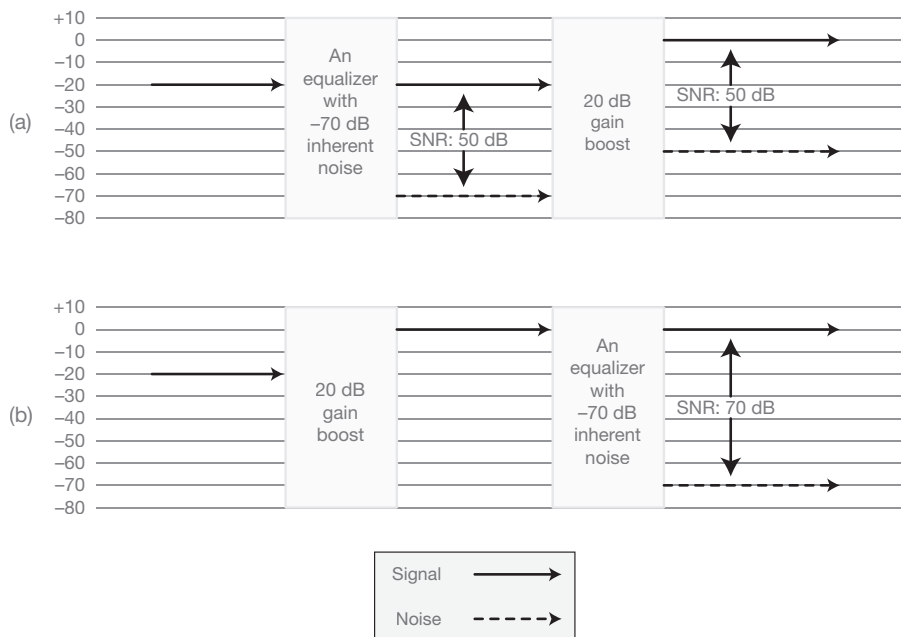 +10
0
−10
−20
−30
−40
−50
−60
−70
−80
(a)
An
equalizer
with
–70 dB
inherent
noise
SNR: 50 dB
20 dB
gain
boost
SNR: 50 dB
+10
0
−10
−20
−30
−40
−50
−60
−70
−80
(b)
20 dB
gain
boost
An
equalizer
with
–70 dB
inherent
noise
SNR: 70 dB
Signal
Noise